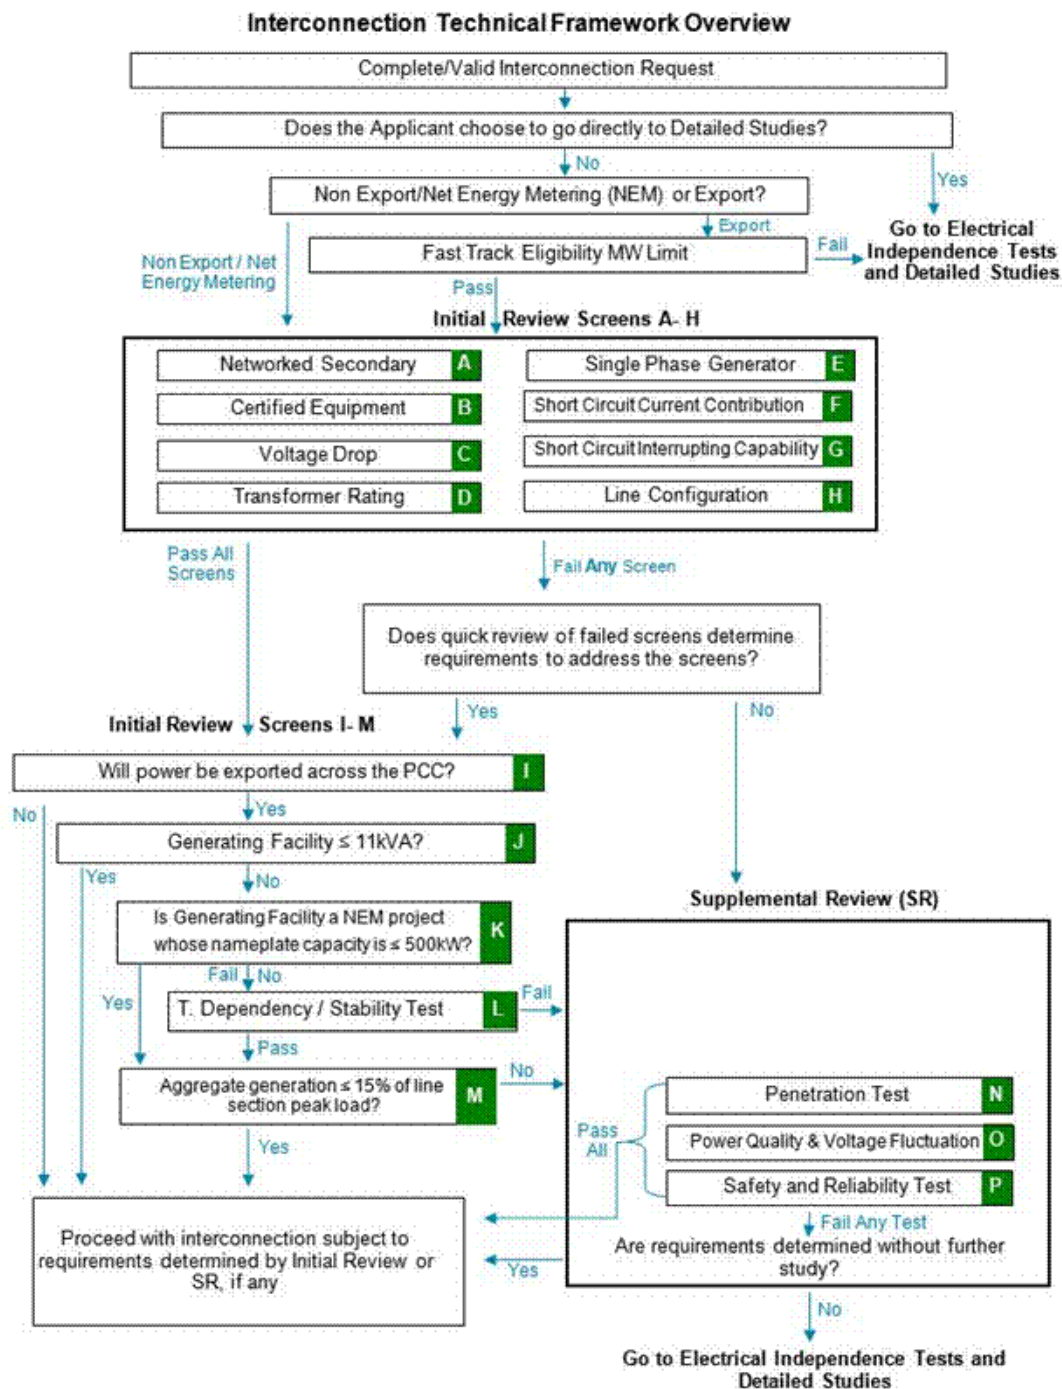 Interconnection Technical Framework Overview
Complete/Valid Interconnection Request
Does the Applicant choose to go directly to Detailed Studies?
No
Yes
Non Export/Net Energy Metering (NEM) or Export?
Export
Go to Electrical
Independence Tests
and Detailed Studies
Fast Track Eligibility MW Limit
Fail
Non Export / Net
Energy Metering
Pass
Initial Review Screens A- H
Networked Secondary A
Single Phase Generator E
Certified Equipment B
Short Circuit Current Contribution F
Voltage Drop C
Short Circuit Interrupting Capability G
Transformer Rating D
Line Configuration H
Pass All
Screens
Fail Any Screen
Does quick review of failed screens determine
requirements to address the screens?
Yes
No
Initial Review Screens I- M
Will power be exported across the PCC? I
No
Yes
Generating Facility ≤ 11kVA? J
Yes
No
Supplemental Review (SR)
Is Generating Facility a NEM project
whose nameplate capacity is ≤ 500kW?
K
Fail No
Yes
T. Dependency / Stability Test L
Fail
Pass
Aggregate generation ≤ 15% of line
section peak load?
M
No
Yes
Penetration Test N
Power Quality & Voltage Fluctuation O
Safety and Reliability Test P
Pass
All
Fail Any Test
Are requirements determined without further
study?
Yes
Proceed with interconnection subject to
requirements determined by Initial Review or
SR, if any
No
Go to Electrical Independence Tests and
Detailed Studies